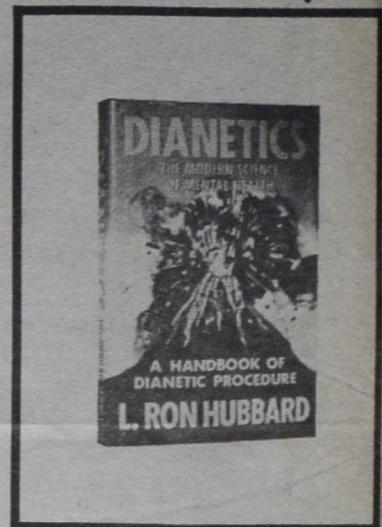 DIANETICS
THE MODERN SCIENCE
OF MENTAL HEALTH
A HANDBOOK OF
DIANETIC PROCEDURE
L. RON HUBBARD